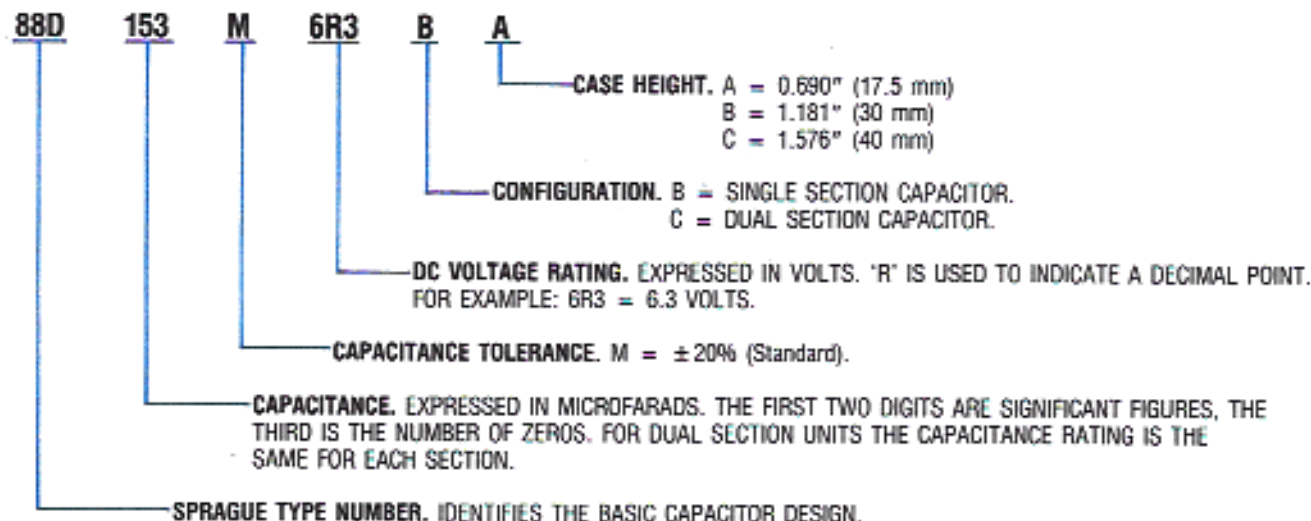 88D 153 M 6R3 B A
CASE HEIGHT. A = 0.690" (17.5 mm)
B = 1.181" (30 mm)
C = 1.576" (40 mm)
CONFIGURATION. B = SINGLE SECTION CAPACITOR.
C = DUAL SECTION CAPACITOR.
DC VOLTAGE RATING. EXPRESSED IN VOLTS. "R" IS USED TO INDICATE A DECIMAL POINT.
FOR EXAMPLE: 6R3 = 6.3 VOLTS.
CAPACITANCE TOLERANCE. M = ±20% (Standard).
CAPACITANCE. EXPRESSED IN MICROFARADS. THE FIRST TWO DIGITS ARE SIGNIFICANT FIGURES, THE
THIRD IS THE NUMBER OF ZEROS. FOR DUAL SECTION UNITS THE CAPACITANCE RATING IS THE
SAME FOR EACH SECTION.
SPRAGUE TYPE NUMBER. IDENTIFIES THE BASIC CAPACITOR DESIGN.